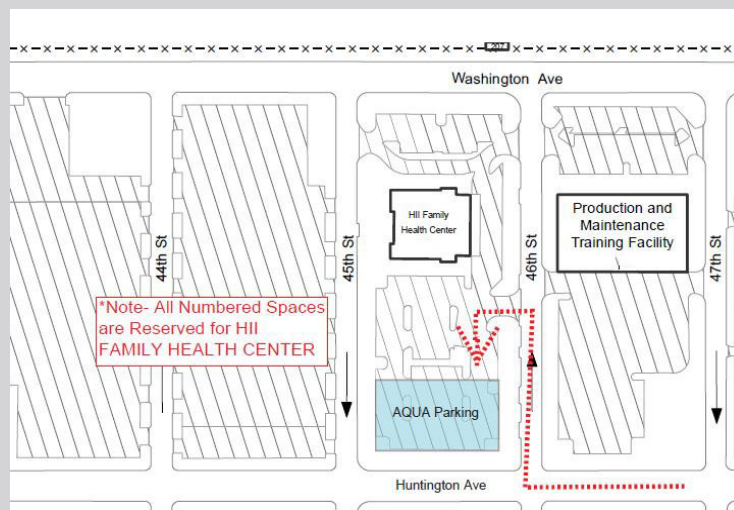 Washington Ave
HII Family
Health Center
Production and
Maintenance
Training Facility
44th St
45th St
46th St
47th St
*Note- All Numbered Spaces
are Reserved for HII
FAMILY HEALTH CENTER
AQUA Parking
Huntington Ave